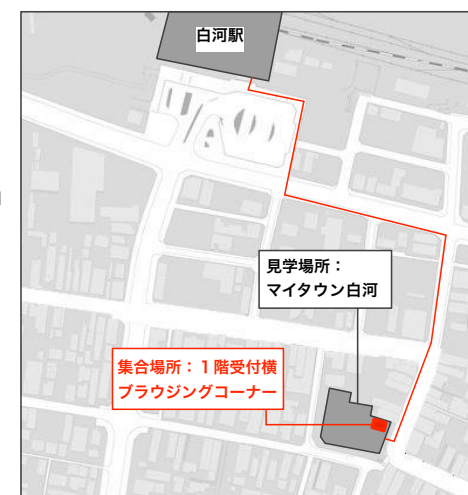 白河駅
見学場所：
マイタウン白河
集合場所：１階受付横
ブラウジングコーナー